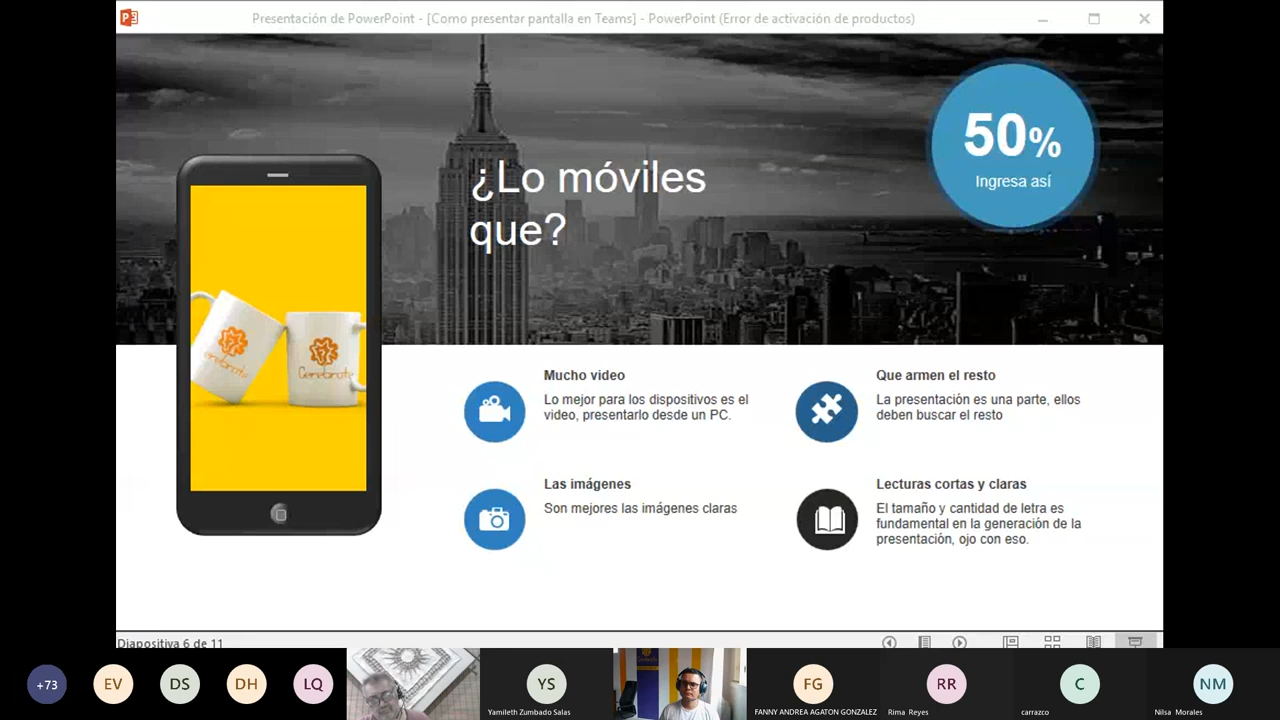 Presentación de PowerPoint - [Como presentar pantalla en Teams] - PowerPoint (Error de activación de productos)
50%
Ingresa así
¿Lo móviles
que?
Cerebrote
Mucho video
Lo mejor para los dispositivos es el
video, presentarlo desde un PC.
Que armen el resto
La presentación es una parte, ellos
deben buscar el resto
Las imágenes
Son mejores las imágenes claras
Lecturas cortas y claras
El tamaño y cantidad de letra es
fundamental en la generación de la
presentación, ojo con eso.
Diapositiva 6 de 11
+73
EV
DS
DH
LQ
YS
Yamileth Zumbado Salas
FG
FANNY ANDREA AGATON GONZALEZ
RR
Rima Reyes
C
carrazco
NM
Nilsa Morales